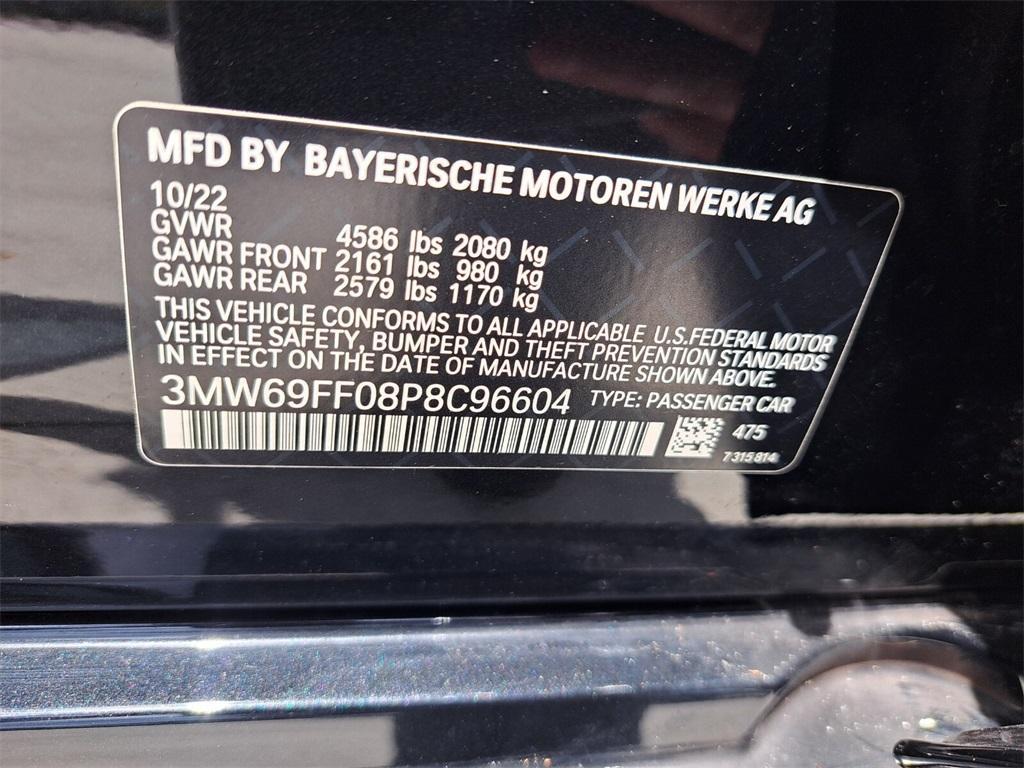 MFD BY BAYERISCHE MOTOREN WERKE AG
10/22
GVWR 4586 lbs 2080 kg
GAWR FRONT 2161 lbs 980 kg
GAWR REAR 2579 lbs 1170 kg
THIS VEHICLE CONFORMS TO ALL APPLICABLE U.S.FEDERAL MOTOR
VEHICLE SAFETY, BUMPER AND THEFT PREVENTION STANDARDS
IN EFFECT ON THE DATE OF MANUFACTURE SHOWN ABOVE.
3MW69FF08P8C96604 TYPE: PASSENGER CAR
475
7 315 814